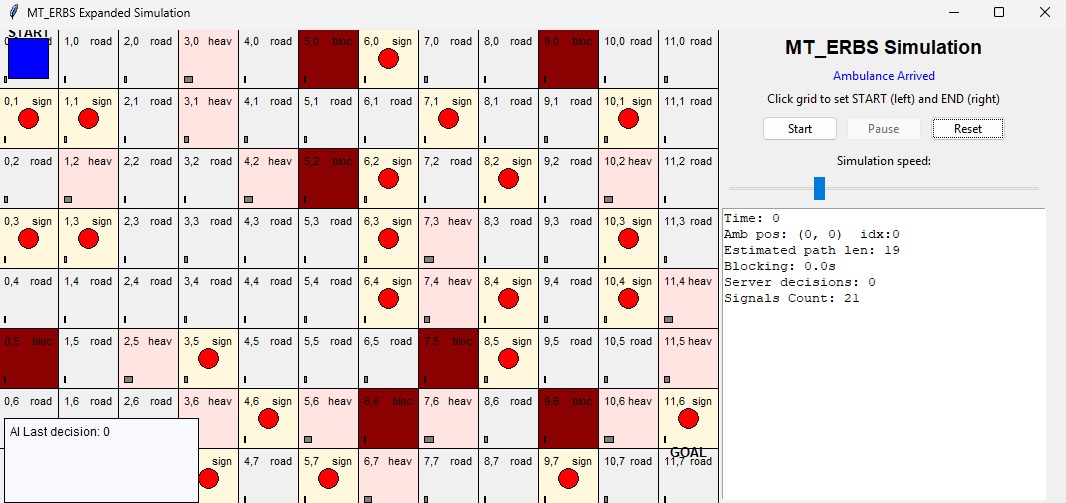 MT_ERBS Expanded Simulation
START
1,0 road 2,0 road 3,0 heav 4,0 road 5,0 bloc 6,0 sign 7,0 road 8,0 road 9,0 bloc 10,0 road 11,0 road
0,1 sign 1,1 sign 2,1 road 3,1 heav 4,1 road 5,1 road 6,1 road 7,1 sign 8,1 road 9,1 road 10,1 sign 11,1 road
0,2 road 1,2 heav 2,2 road 3,2 road 4,2 heav 5,2 bloc 6,2 sign 7,2 road 8,2 sign 9,2 road 10,2 heav 11,2 road
0,3 sign 1,3 sign 2,3 road 3,3 road 4,3 road 5,3 road 6,3 sign 7,3 heav 8,3 road 9,3 road 10,3 sign 11,3 road
0,4 road 1,4 road 2,4 road 3,4 road 4,4 road 5,4 road 6,4 sign 7,4 heav 8,4 sign 9,4 road 10,4 sign 11,4 heav
0,5 bloc 1,5 road 2,5 heav 3,5 sign 4,5 road 5,5 road 6,5 road 7,5 bloc 8,5 sign 9,5 road 10,5 road 11,5 heav
0,6 road 1,6 road 2,6 road 3,6 heav 4,6 sign 5,6 heav 6,6 bloc 7,6 heav 8,6 road 9,6 bloc 10,6 heav 11,6 sign
AI Last decision: 0
GOAL
sign 4,7 road 5,7 sign 6,7 heav 7,7 road 8,7 road 9,7 sign 10,7 road 11,7 road
MT_ERBS Simulation
Ambulance Arrived
Click grid to set START (left) and END (right)
Start Pause Reset
Simulation speed:
Time: 0
Amb pos: (0, 0) idx:0
Estimated path len: 19
Blocking: 0.0s
Server decisions: 0
Signals Count: 21